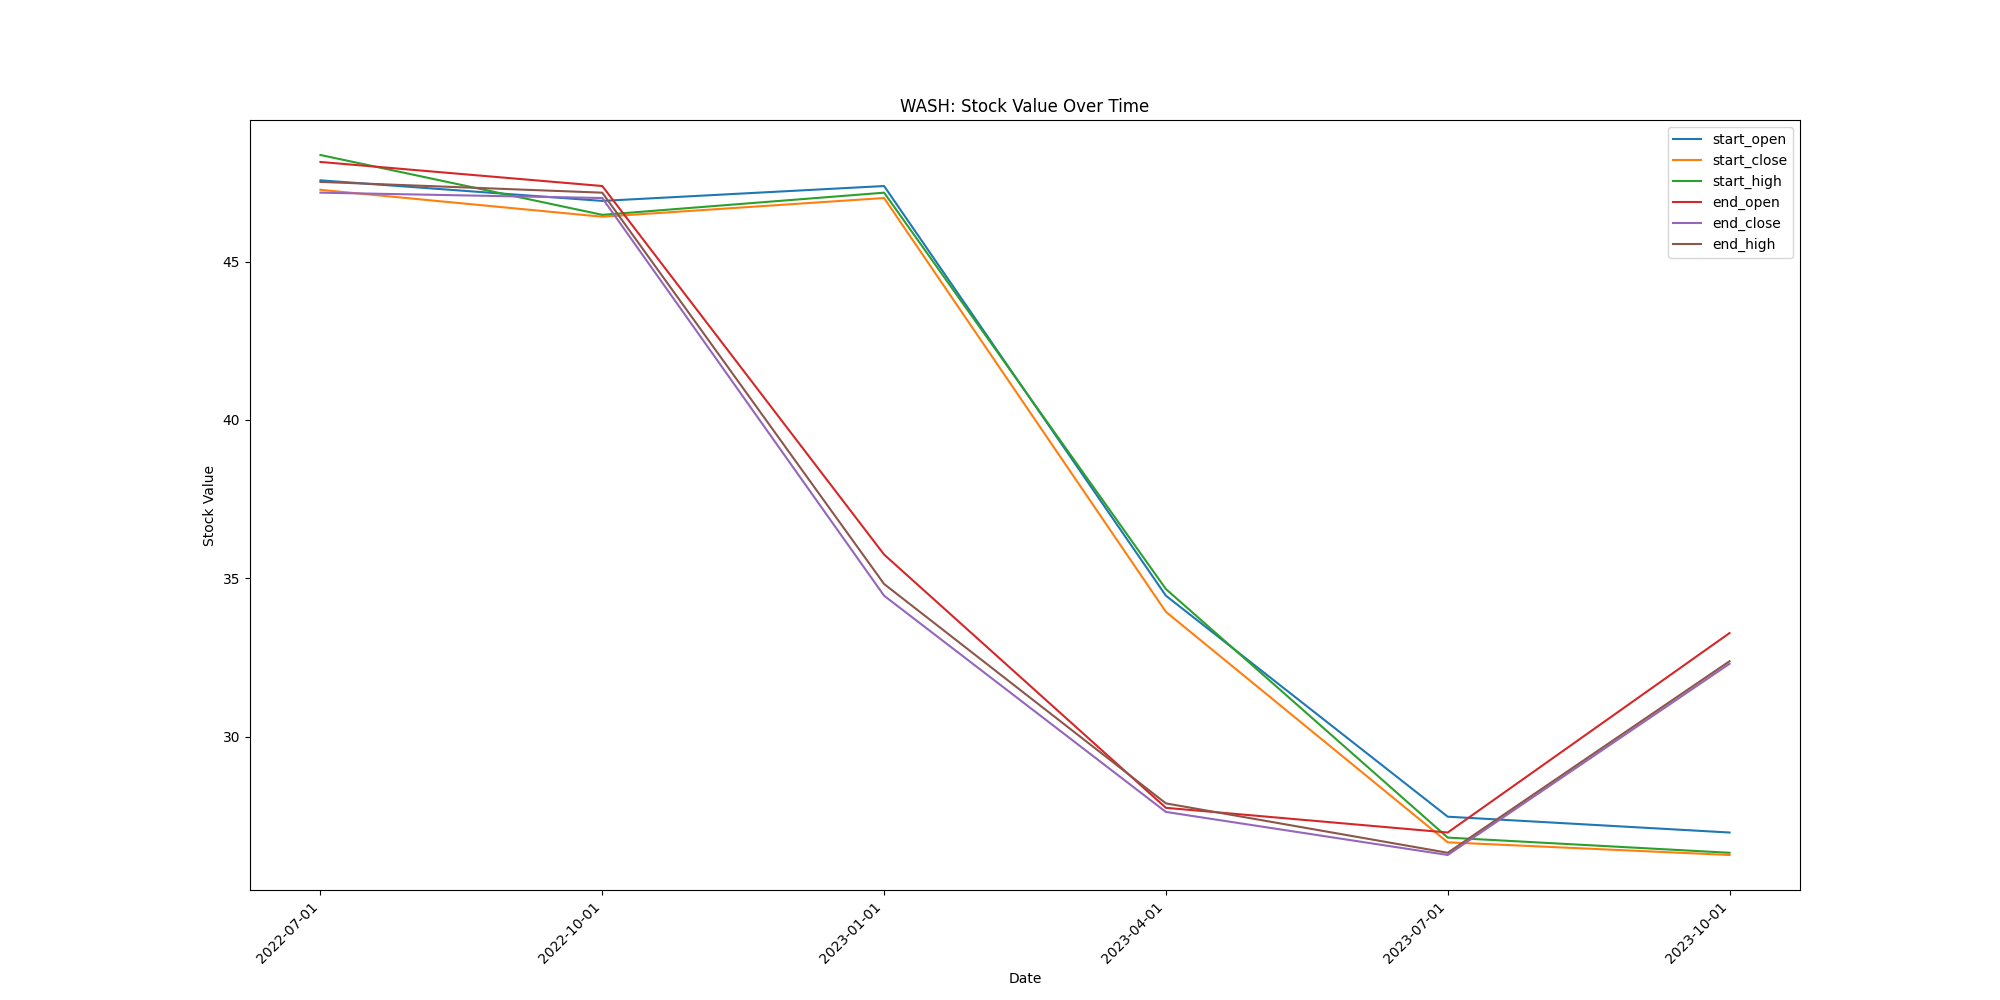 WASH: Stock Value Over Time
start_open
start_close
start_high
end_open
end_close
end_high
45
40
35
30
Stock Value
2022-07-01
2022-10-01
2023-01-01
2023-04-01
2023-07-01
2023-10-01
Date